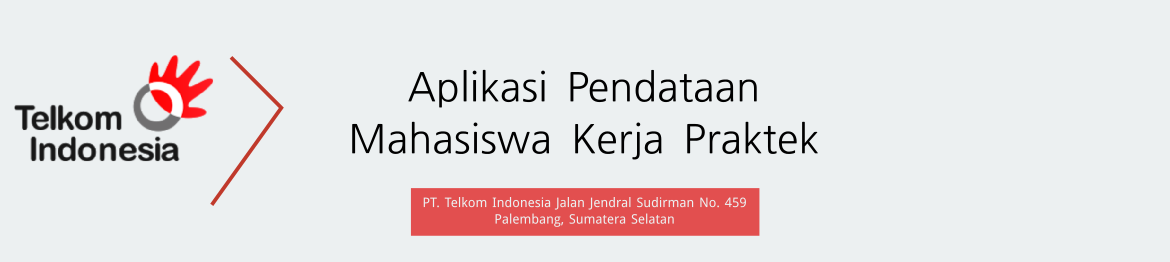 Telkom
Indonesia
Aplikasi Pendataan
Mahasiswa Kerja Praktek
PT. Telkom Indonesia Jalan Jendral Sudirman No. 459
Palembang, Sumatera Selatan